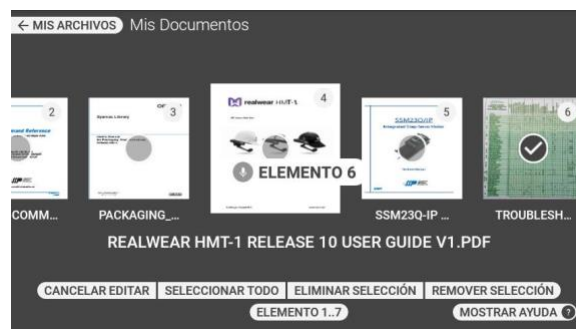 ← MIS ARCHIVOS Mis Documentos
2
3
4
5
6
realwear HMT-1
SSM23Q/IP
ELEMENTO 6
COMM...
PACKAGING_...
SSM23Q-IP ...
TROUBLESH...
REALWEAR HMT-1 RELEASE 10 USER GUIDE V1.PDF
CANCELAR EDITAR SELECCIONAR TODO ELIMINAR SELECCIÓN REMOVER SELECCIÓN
ELEMENTO 1..7
MOSTRAR AYUDA ?